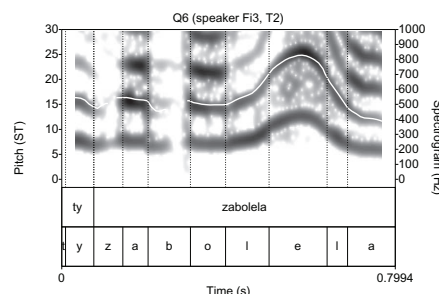 Q6 (speaker Fi3, T2)
30 1000
900
25 800
700
20 600
15 500
400
10 300
5 200
100
0 0
Pitch (ST)
Spectrogram (Hz)
ty zabolela
t y z a b o l e l a
0 0.7994
Time (s)